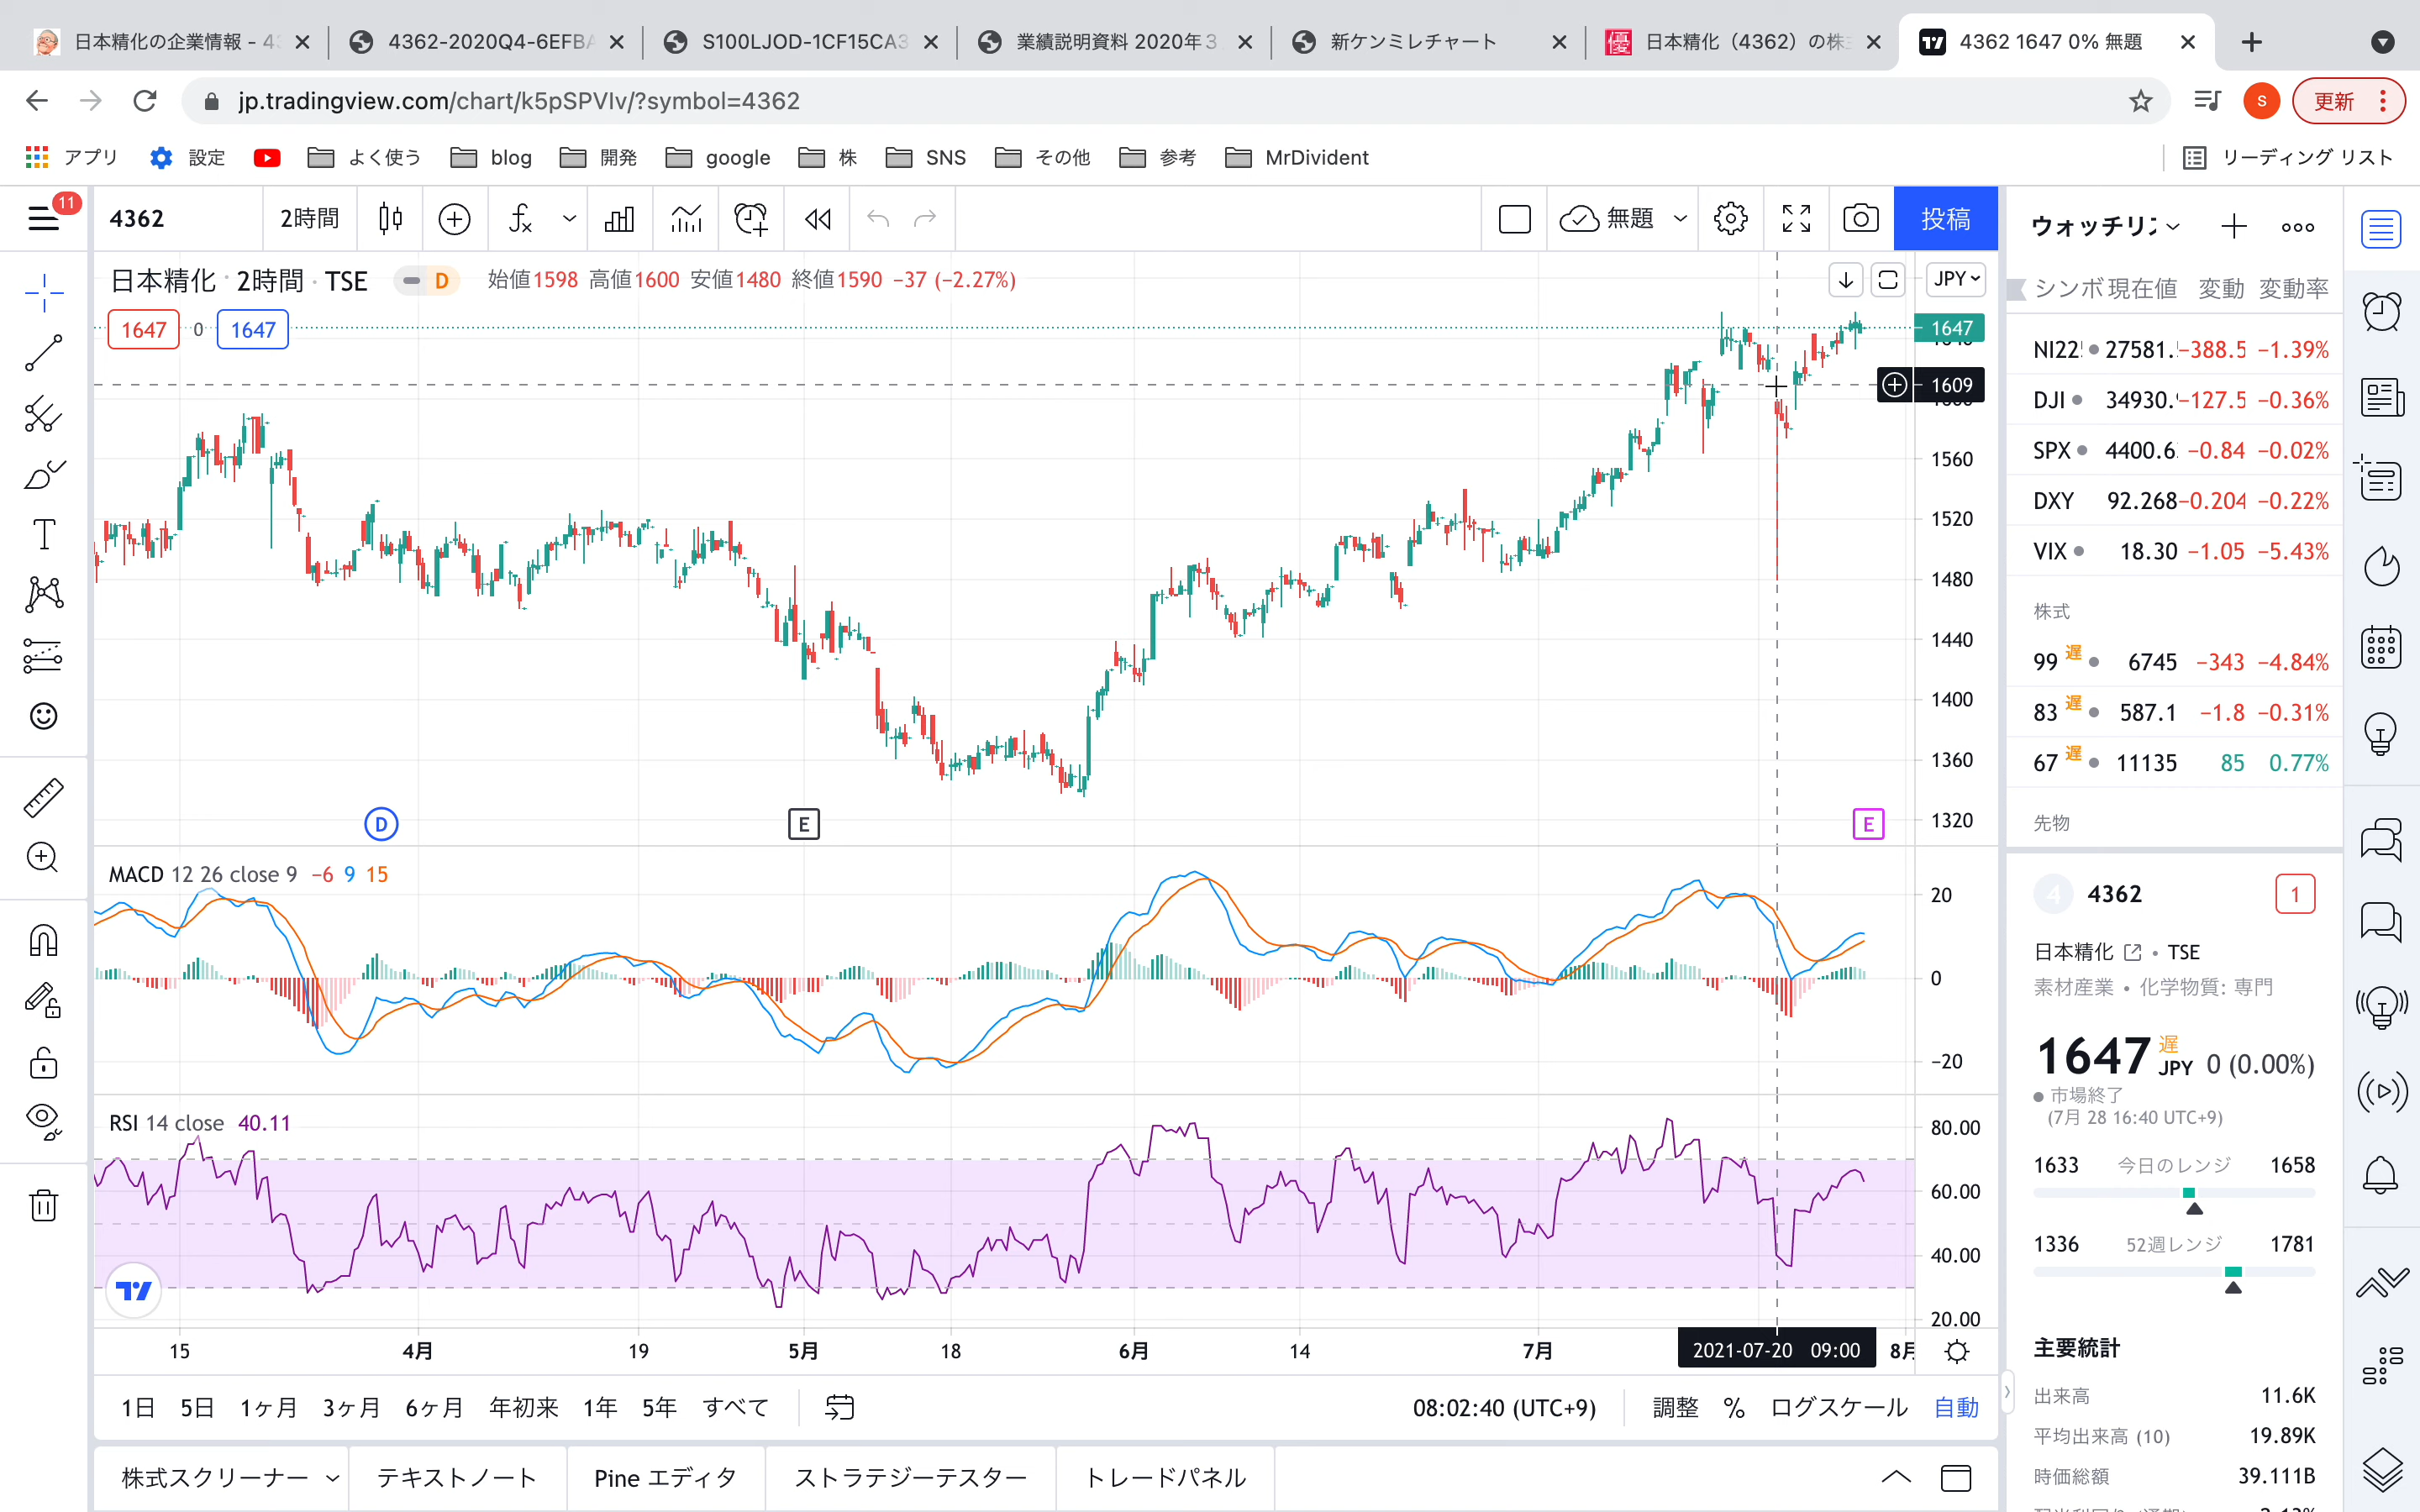 日本精化の企業情報 - 43
4362-2020Q4-6EFBA
S100LJOD-1CF15CA3
業績説明資料 2020年3
新ケンミレチャート
優 日本精化（4362）の株
4362 1647 0% 無題
jp.tradingview.com/chart/k5pSPVIv/?symbol=4362
S
更新
アプリ
設定
よく使う
blog
開発
google
株
SNS
その他
参考
MrDivident
リーディング リスト
11
4362
2時間
無題
投稿
日本精化 · 2時間 · TSE
D
始値1598 高値1600 安値1480 終値1590 −37 (−2.27%)
JPY
1647 0 1647
1647
1609
1560
1520
1480
1440
1400
1360
1320
D
E
E
MACD 12 26 close 9 −6 9 15
20
0
−20
RSI 14 close 40.11
80.00
60.00
40.00
20.00
15 4月 19 5月 18 6月 14 7月 2021-07-20 09:00 8月
1日 5日 1ヶ月 3ヶ月 6ヶ月 年初来 1年 5年 すべて
08:02:40 (UTC+9) 調整 % ログスケール 自動
株式スクリーナー テキストノート Pine エディタ ストラテジーテスター トレードパネル
ウォッチリス
シンボ 現在値 変動 変動率
NI225 27581. −388.5 −1.39%
DJI 34930. −127.5 −0.36%
SPX 4400.6 −0.84 −0.02%
DXY 92.268 −0.204 −0.22%
VIX 18.30 −1.05 −5.43%
株式
99 遅 6745 −343 −4.84%
83 遅 587.1 −1.8 −0.31%
67 遅 11135 85 0.77%
先物
4 4362 1
日本精化 • TSE
素材産業 • 化学物質: 専門
1647 遅 JPY 0 (0.00%)
市場終了
(7月 28 16:40 UTC+9)
1633 今日のレンジ 1658
1336 52週レンジ 1781
主要統計
出来高 11.6K
平均出来高 (10) 19.89K
時価総額 39.111B